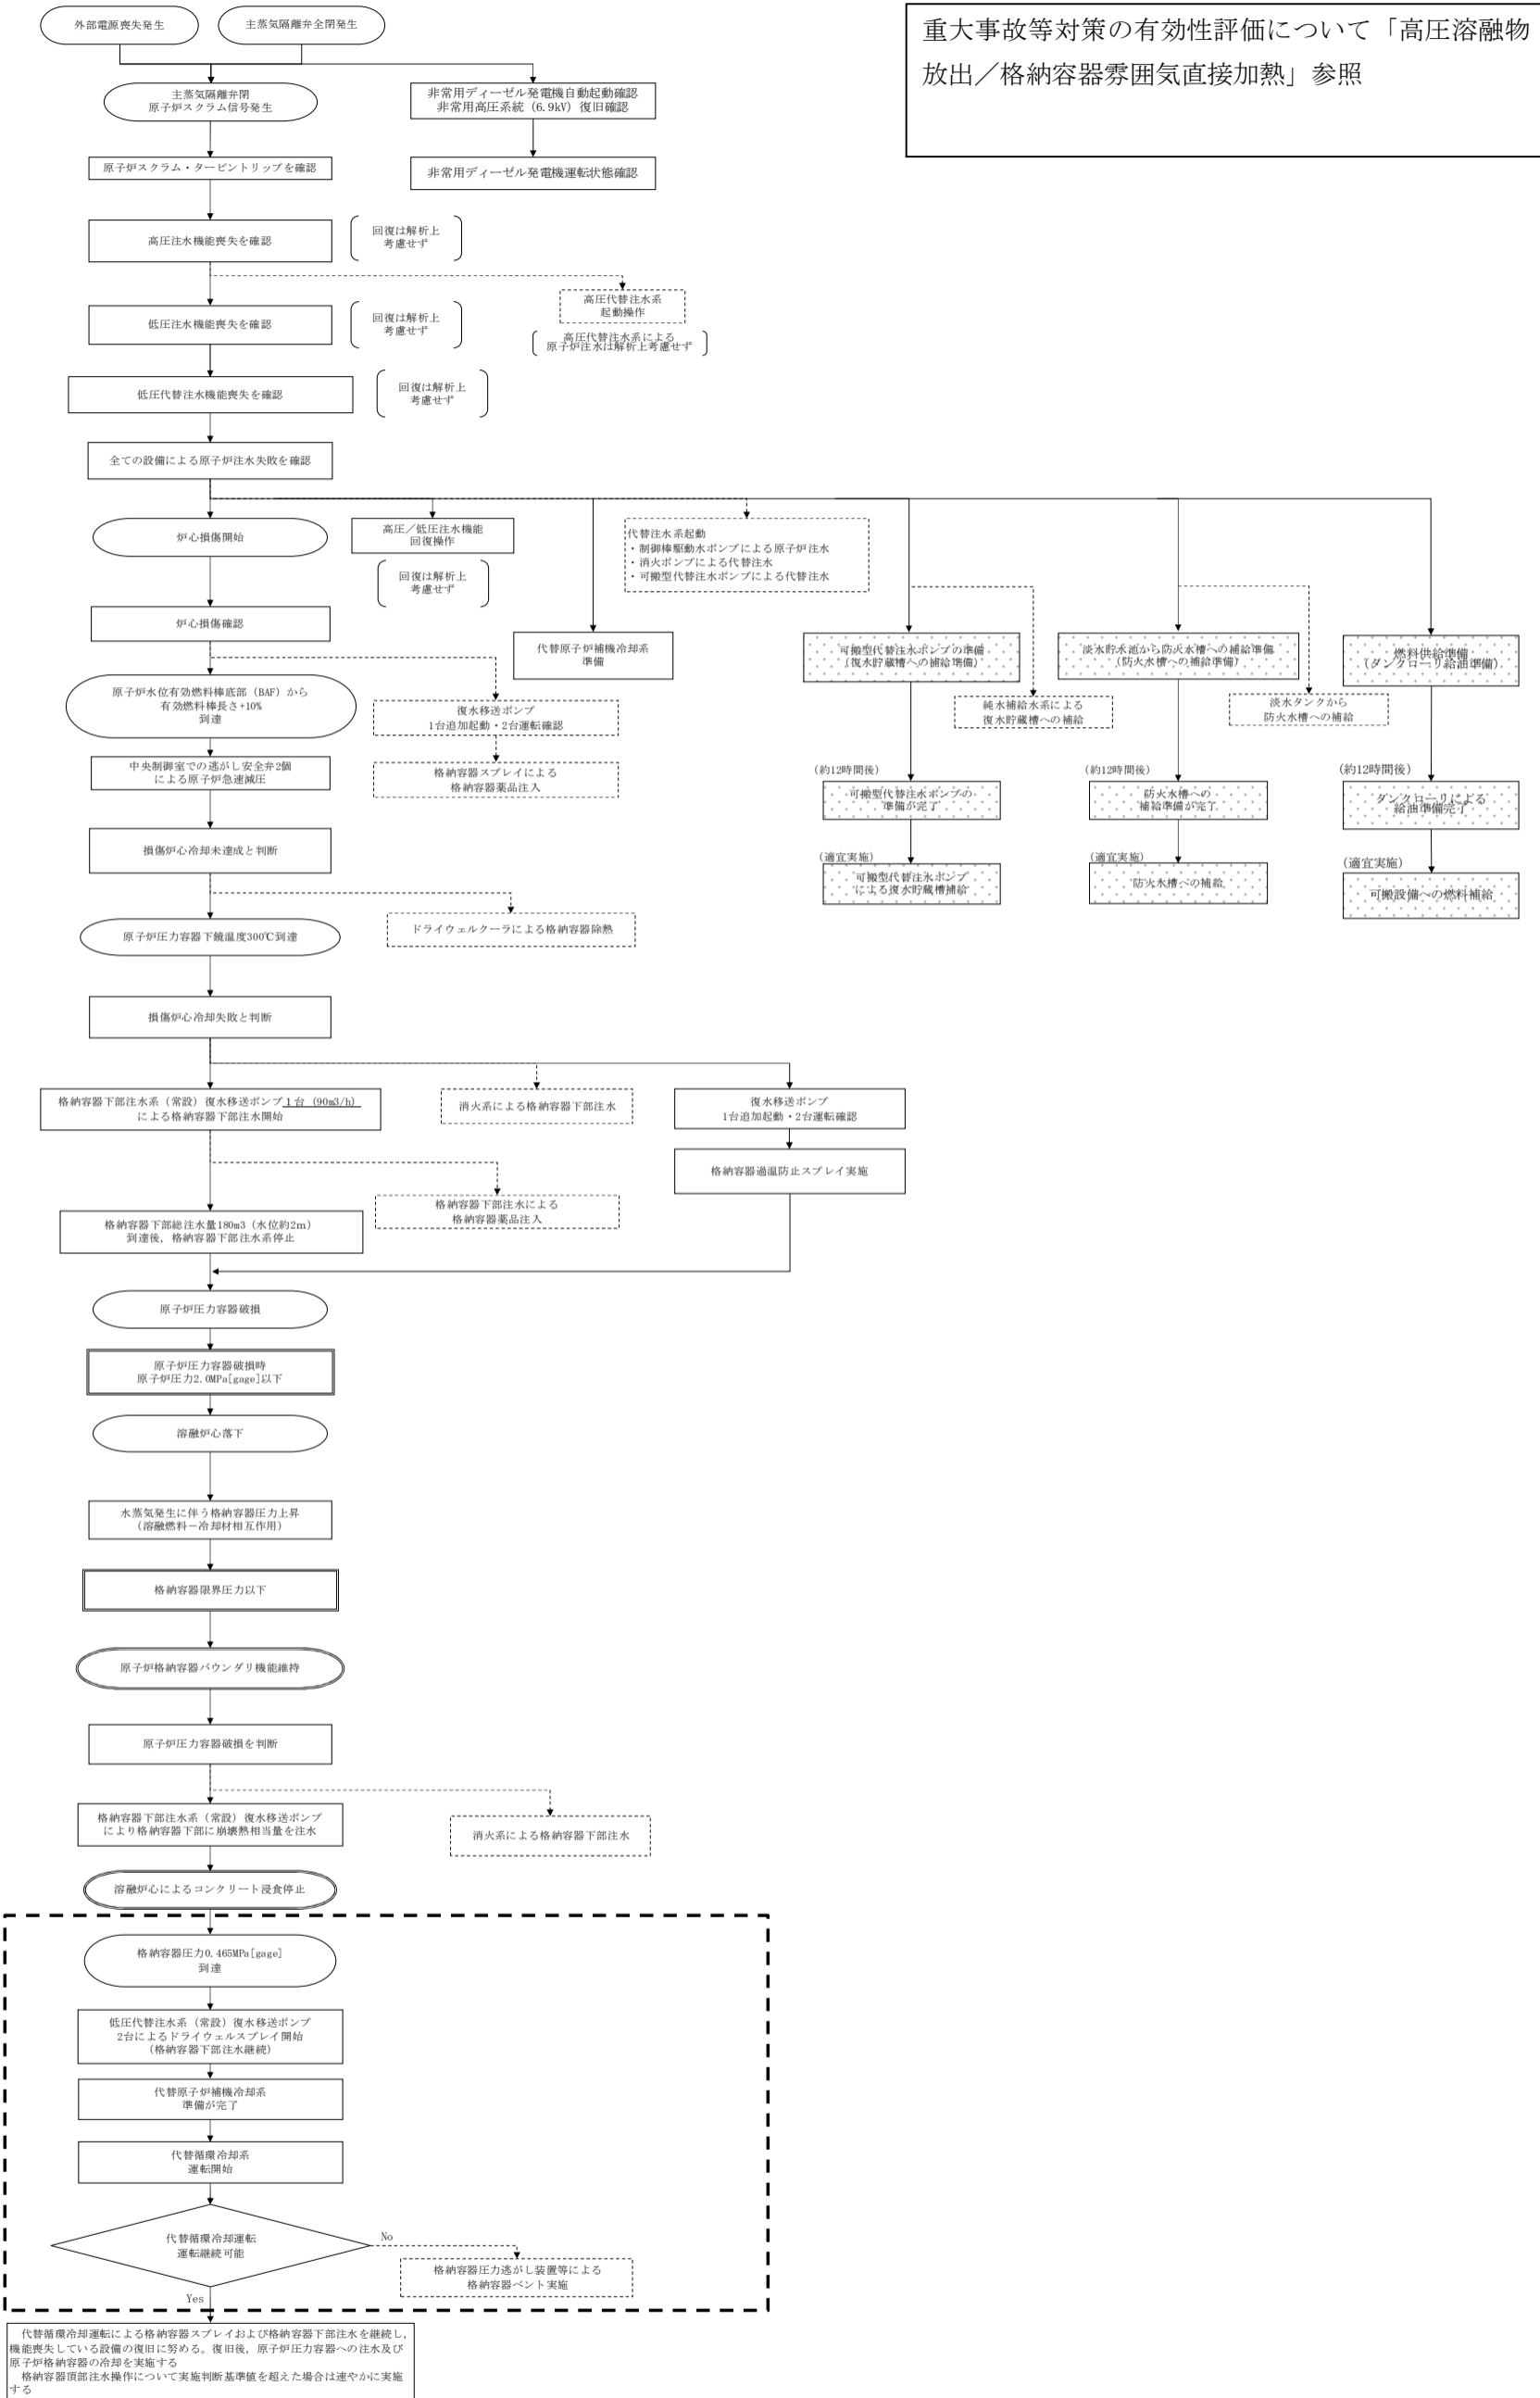 重大事故等対策の有効性評価について「高圧溶融物
放出／格納容器雰囲気直接加熱」参照
外部電源喪失発生
主蒸気隔離弁全閉発生
主蒸気隔離弁閉
原子炉スクラム信号発生
非常用ディーゼル発電機自動起動確認
非常用高圧系統（6.9kV）復旧確認
原子炉スクラム・タービントリップを確認
非常用ディーゼル発電機運転状態確認
高圧注水機能喪失を確認
回復は解析上
考慮せず
高圧代替注水系
起動操作
高圧代替注水系による
原子炉注水は解析上考慮せず
低圧注水機能喪失を確認
回復は解析上
考慮せず
低圧代替注水機能喪失を確認
回復は解析上
考慮せず
全ての設備による原子炉注水失敗を確認
炉心損傷開始
高圧／低圧注水機能
回復操作
回復は解析上
考慮せず
代替注水系起動
・制御棒駆動水ポンプによる原子炉注水
・消火ポンプによる代替注水
・可搬型代替注水ポンプによる代替注水
炉心損傷確認
代替原子炉補機冷却系
準備
可搬型代替注水ポンプの準備
（復水貯蔵槽への補給準備）
淡水貯水池から防火水槽への補給準備
（防火水槽への補給準備）
燃料供給準備
（タンクローリ給油準備）
原子炉水位有効燃料棒底部（BAF）から
有効燃料棒長さ+10%
到達
復水移送ポンプ
1台追加起動・2台運転確認
純水補給水系による
復水貯蔵槽への補給
淡水タンクから
防火水槽への補給
中央制御室での逃がし安全弁2個
による原子炉急速減圧
格納容器スプレイによる
格納容器薬品注入
（約12時間後）
可搬型代替注水ポンプの
準備が完了
（約12時間後）
防火水槽への
補給準備が完了
（約12時間後）
タンクローリによる
給油準備完了
損傷炉心冷却未達成と判断
（適宜実施）
可搬型代替注水ポンプ
による復水貯蔵槽補給
（適宜実施）
防火水槽への補給
（適宜実施）
可搬設備への燃料補給
原子炉圧力容器下鏡温度300℃到達
ドライウェルクーラによる格納容器除熱
損傷炉心冷却失敗と判断
格納容器下部注水系（常設）復水移送ポンプ１台（90m3/h）
による格納容器下部注水開始
消火系による格納容器下部注水
復水移送ポンプ
1台追加起動・2台運転確認
格納容器過温防止スプレイ実施
格納容器下部注水による
格納容器薬品注入
格納容器下部総注水量180m3（水位約2m）
到達後，格納容器下部注水系停止
原子炉圧力容器破損
原子炉圧力容器破損時
原子炉圧力2.0MPa[gage]以下
溶融炉心落下
水蒸気発生に伴う格納容器圧力上昇
（溶融燃料－冷却材相互作用）
格納容器限界圧力以下
原子炉格納容器バウンダリ機能維持
原子炉圧力容器破損を判断
格納容器下部注水系（常設）復水移送ポンプ
により格納容器下部に崩壊熱相当量を注水
消火系による格納容器下部注水
溶融炉心によるコンクリート浸食停止
格納容器圧力0.465MPa[gage]
到達
低圧代替注水系（常設）復水移送ポンプ
2台によるドライウェルスプレイ開始
（格納容器下部注水継続）
代替原子炉補機冷却系
準備が完了
代替循環冷却系
運転開始
代替循環冷却運転
運転継続可能
No
格納容器圧力逃がし装置等による
格納容器ベント実施
Yes
代替循環冷却運転による格納容器スプレイおよび格納容器下部注水を継続し，
機能喪失している設備の復旧に努める。復旧後，原子炉圧力容器への注水及び
原子炉格納容器の冷却を実施する
格納容器頂部注水操作について実施判断基準値を超えた場合は速やかに実施
する